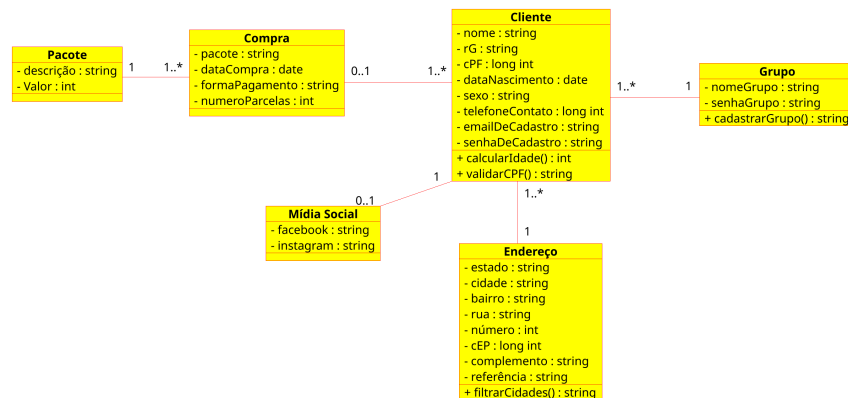 Pacote
- descrição : string
- Valor : int
1
1..*
Compra
- pacote : string
- dataCompra : date
- formaPagamento : string
- numeroParcelas : int
0..1
1..*
Cliente
- nome : string
- rG : string
- cPF : long int
- dataNascimento : date
- sexo : string
- telefoneContato : long int
- emailDeCadastro : string
- senhaDeCadastro : string
+ calcularIdade() : int
+ validarCPF() : string
1..*
1
Grupo
- nomeGrupo : string
- senhaGrupo : string
+ cadastrarGrupo() : string
1
0..1
Mídia Social
- facebook : string
- instagram : string
1..*
1
Endereço
- estado : string
- cidade : string
- bairro : string
- rua : string
- número : int
- cEP : long int
- complemento : string
- referência : string
+ filtrarCidades() : string